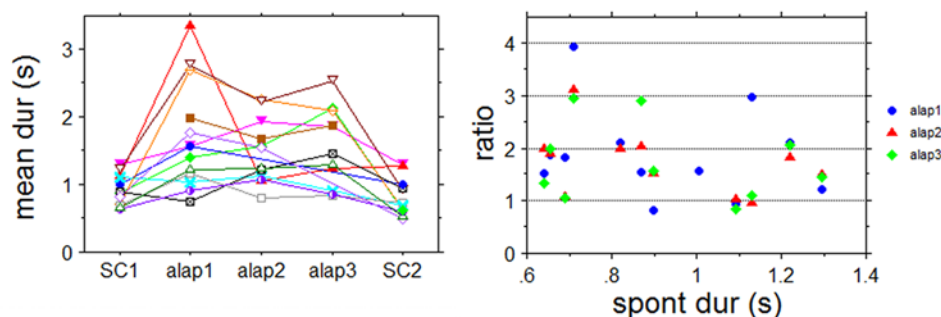 mean dur (s)
3
2
1
0
SC1 alap1 alap2 alap3 SC2
ratio
4
3
2
1
0
.6 .8 1 1.2 1.4
spont dur (s)
alap1
alap2
alap3